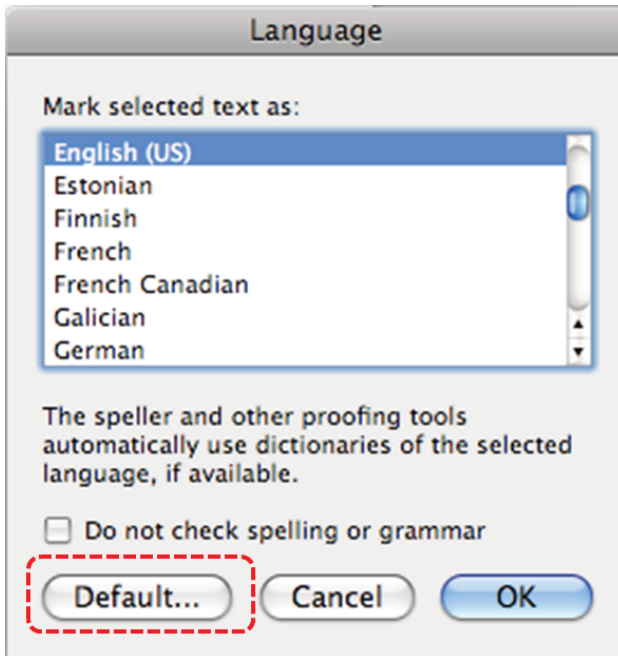 Language
Mark selected text as:
English (US)
Estonian
Finnish
French
French Canadian
Galician
German
The speller and other proofing tools
automatically use dictionaries of the selected
language, if available.
Do not check spelling or grammar
Default... Cancel OK